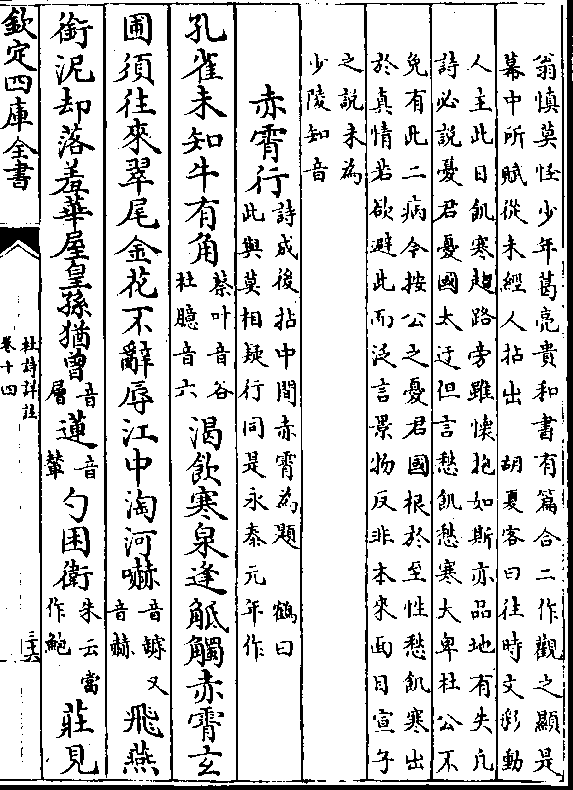 翁慎莫怪少年葛亮貴和書有篇合二作觀之顯是
幕中所賦從未經人拈出 胡夏客曰往時文彩動
人主此日飢寒趨路旁雖懷抱如斯亦品地有失凡
詩必說憂君憂國太迂但言愁飢愁寒大卑杜公不
免有此二病今按公之憂君國根於至性愁飢寒出
於真情若欲避此而泛言景物反非本來面目宣子
之說未為
少陵知音
赤霄行詩成後拈中間赤霄為題 鶴曰此與莫相疑行同是永泰元年作
孔雀未知牛有角蔡叶音谷杜臆音六渴飲寒泉逢觝觸赤霄玄
圃須往來翠尾金花不辭辱江中淘河嚇音罅又音赫飛燕
銜泥却落羞華屋皇孫猶曾音層蓮音輦勺困衛朱云當作鮑莊見
欽定四庫全書
杜詩詳註
卷十四
三十六